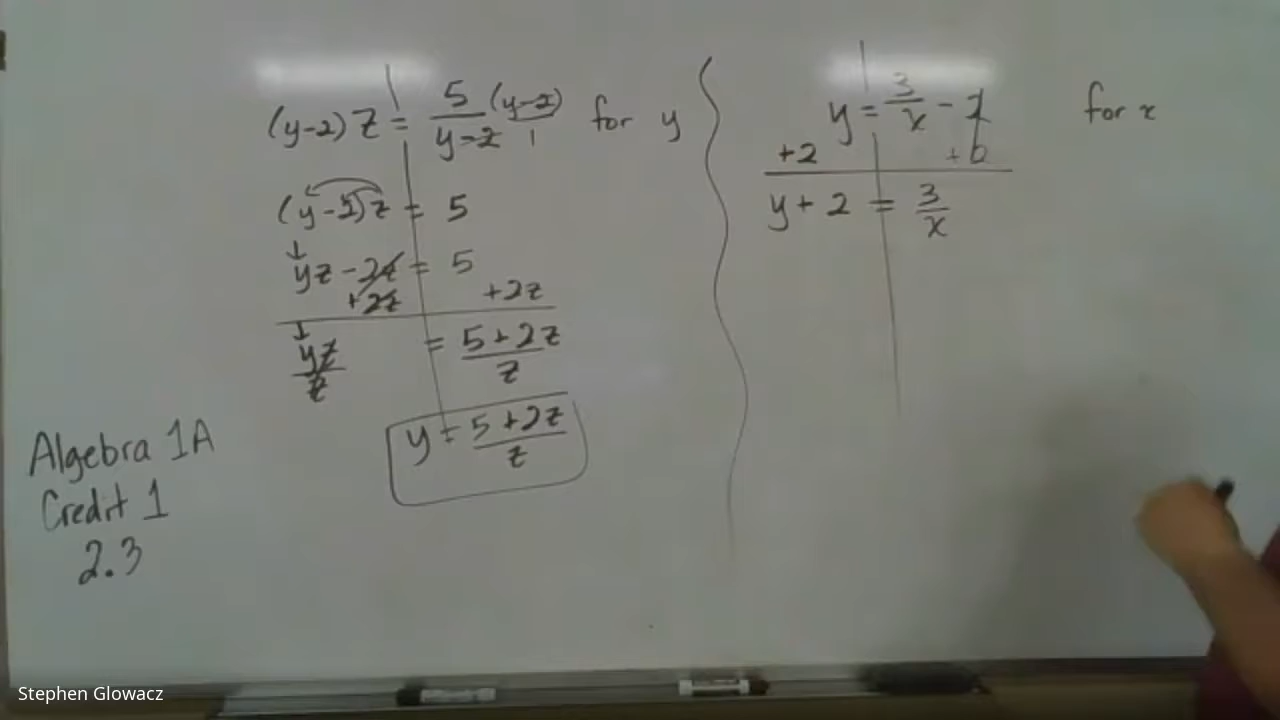 (y-2) z = 5/(y-2) (y-2)/1 for y
(y-2)z = 5
yz - 2z = 5
+2z +2z
yz/z = (5+2z)/z
y = (5+2z)/z
y = 3/x - 2 for x
+2
y + 2 = 3/x
Algebra 1A
Credit 1
2.3
Stephen Glowacz